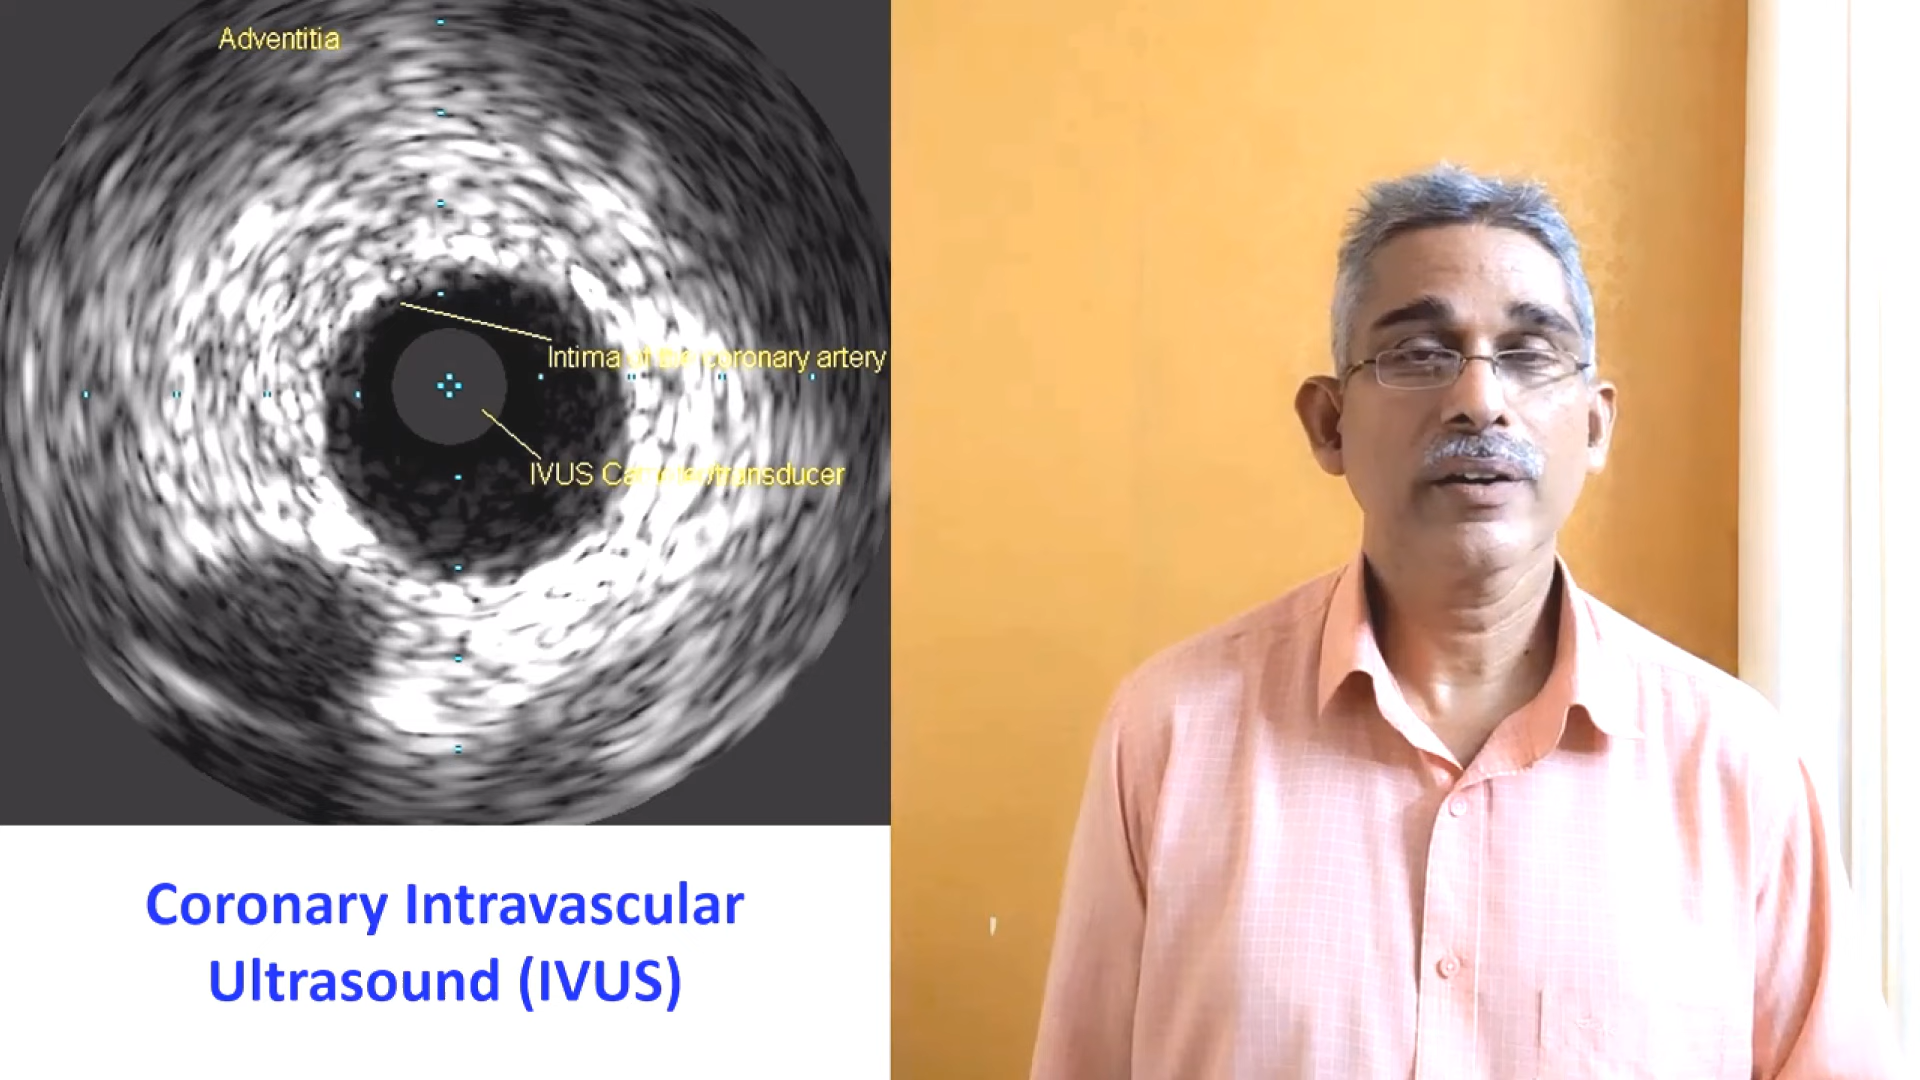 Adventitia
Intima of the coronary artery
IVUS Catheter/transducer
Coronary Intravascular
Ultrasound (IVUS)